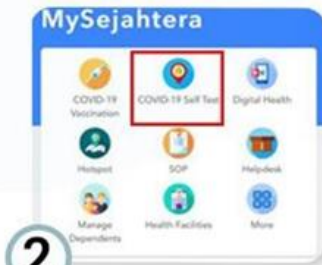 MySejahtera
COVID-19
Vaccination
COVID-19 Self Test
Digital Health
Hotspot
SOP
Helpdesk
Manage
Dependents
Health Facilities
More
2